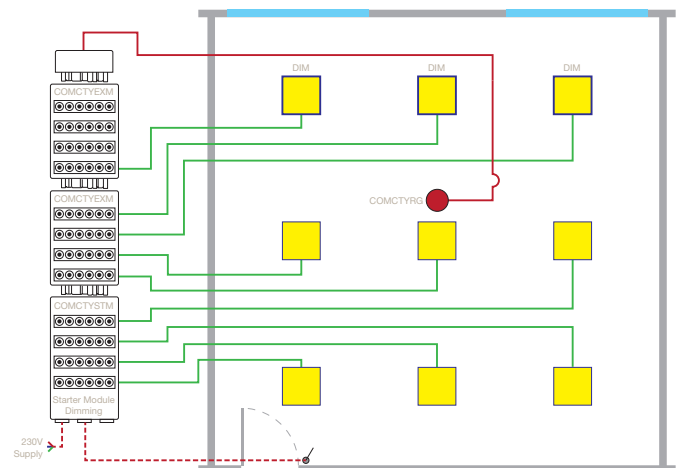 DIM
DIM
DIM
COMCTYEXM
COMCTYEXM
COMCTYRG
COMCTYSTM
Starter Module
Dimming
230V
Supply